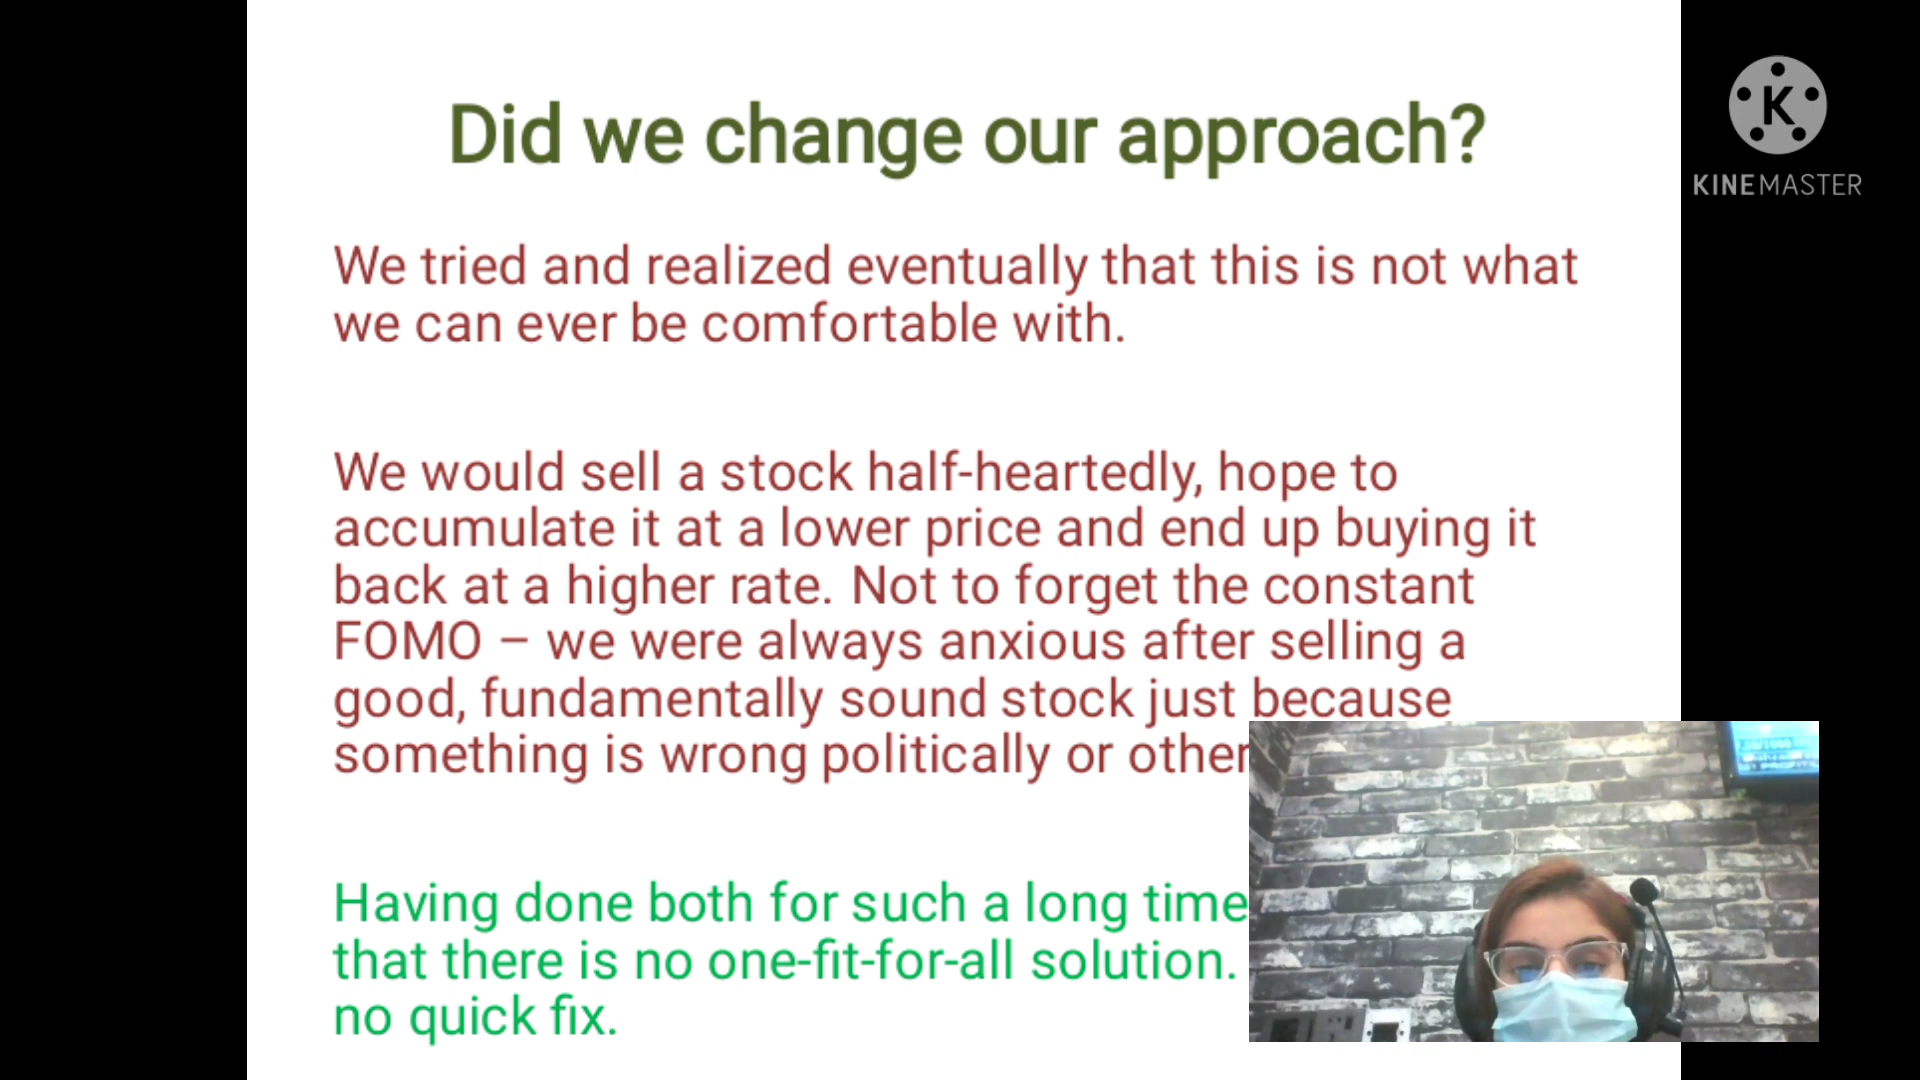 Did we change our approach?
KINEMASTER
We tried and realized eventually that this is not what
we can ever be comfortable with.
We would sell a stock half-heartedly, hope to
accumulate it at a lower price and end up buying it
back at a higher rate. Not to forget the constant
FOMO – we were always anxious after selling a
good, fundamentally sound stock just because
something is wrong politically or other
Having done both for such a long time
that there is no one-fit-for-all solution.
no quick fix.